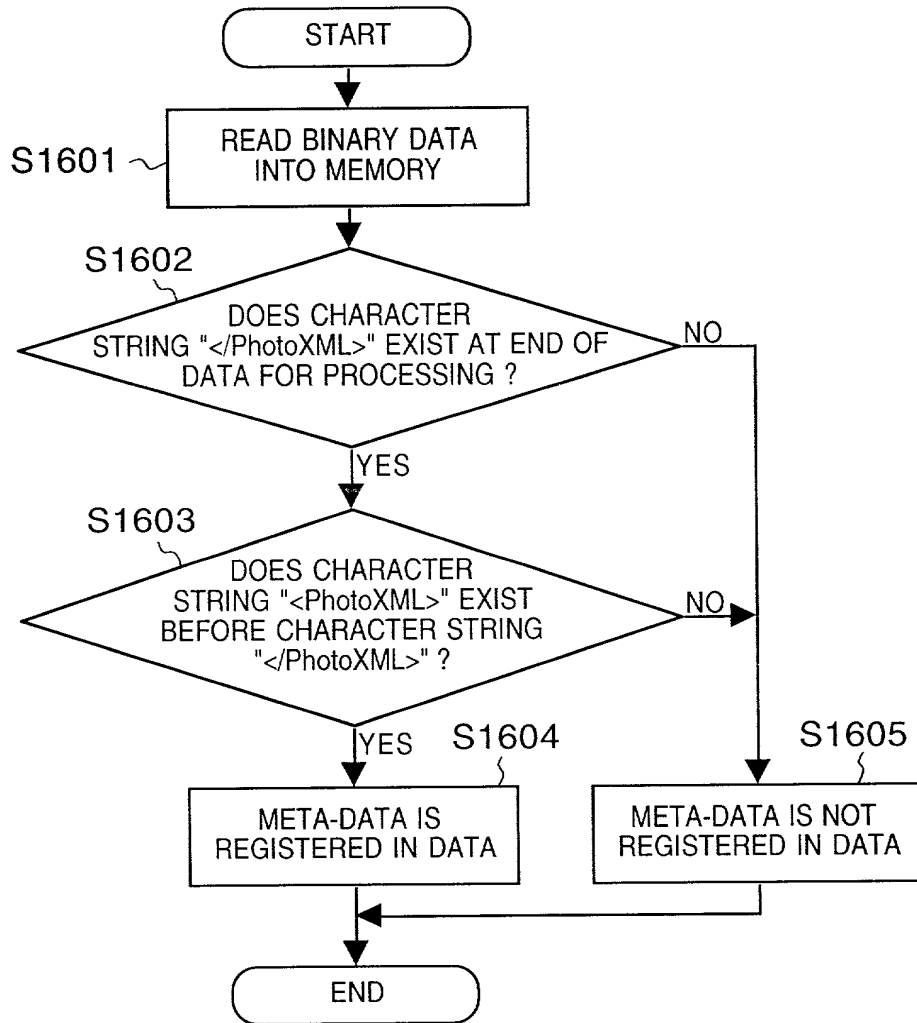 START
S1601
READ BINARY DATA
INTO MEMORY
S1602
DOES CHARACTER
STRING "</PhotoXML>" EXIST AT END OF
DATA FOR PROCESSING ?
NO
YES
S1603
DOES CHARACTER
STRING "<PhotoXML>" EXIST
BEFORE CHARACTER STRING
"</PhotoXML>" ?
NO
YES
S1604
META-DATA IS
REGISTERED IN DATA
S1605
META-DATA IS NOT
REGISTERED IN DATA
END